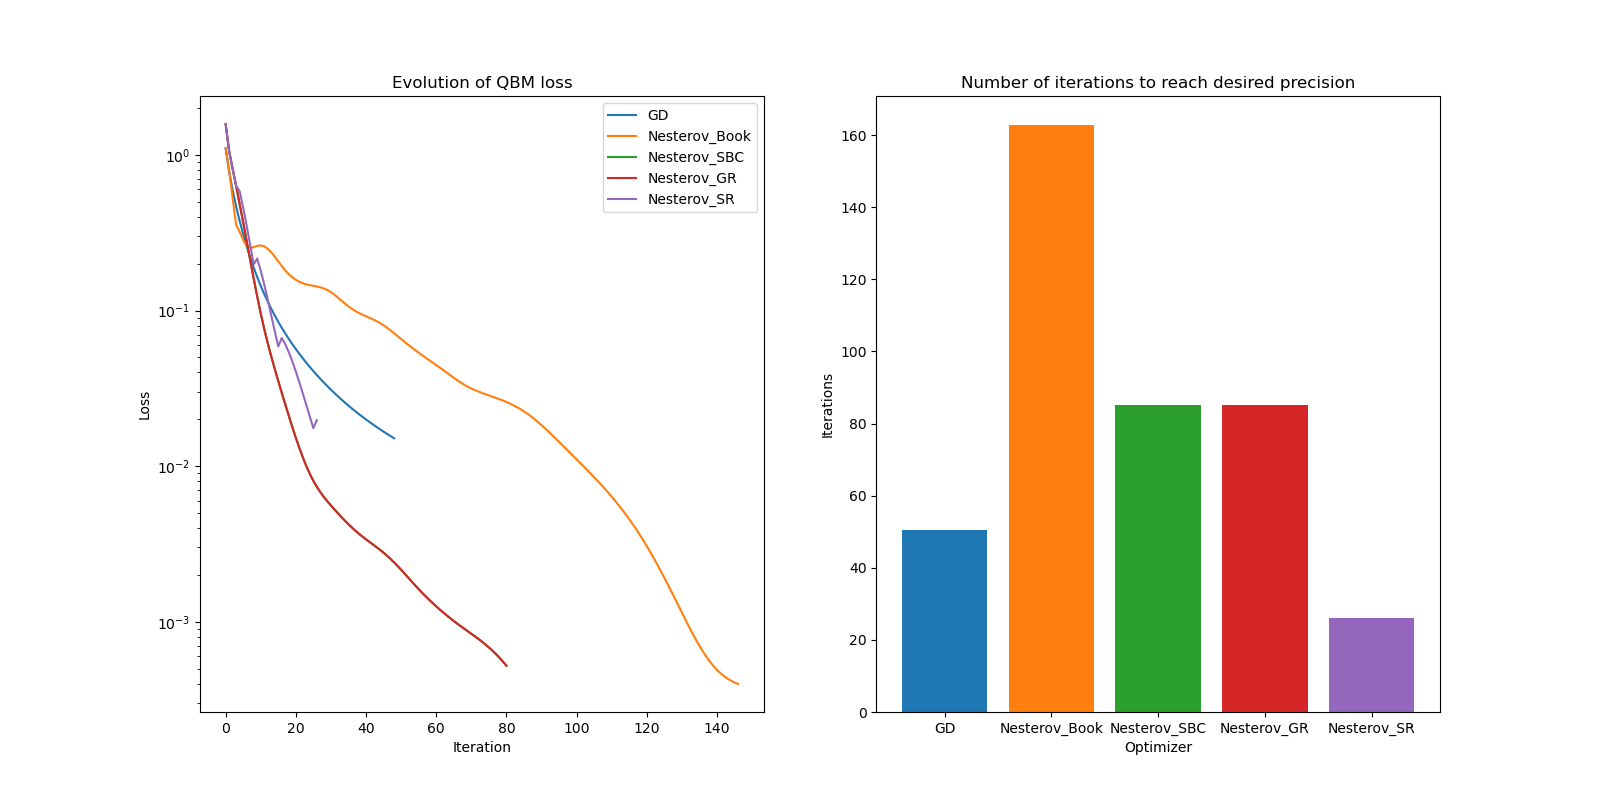 Evolution of QBM loss
GD
Nesterov_Book
Nesterov_SBC
Nesterov_GR
Nesterov_SR
10⁰
10⁻¹
10⁻²
10⁻³
Loss
0 20 40 60 80 100 120 140
Iteration
Number of iterations to reach desired precision
160
140
120
100
80
60
40
20
0
Iterations
GD Nesterov_Book Nesterov_SBC Nesterov_GR Nesterov_SR
Optimizer